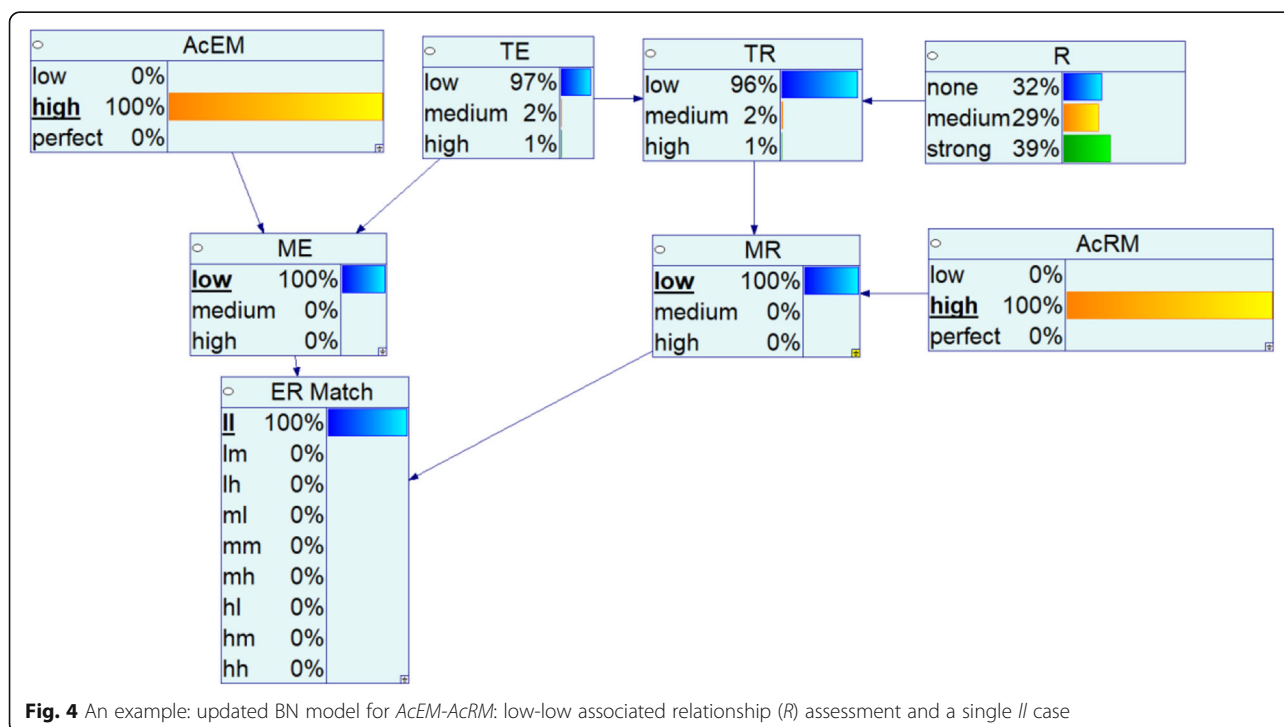 AcEM
low 0%
high 100%
perfect 0%
TE
low 97%
medium 2%
high 1%
TR
low 96%
medium 2%
high 1%
R
none 32%
medium 29%
strong 39%
ME
low 100%
medium 0%
high 0%
MR
low 100%
medium 0%
high 0%
AcRM
low 0%
high 100%
perfect 0%
ER Match
ll 100%
lm 0%
lh 0%
ml 0%
mm 0%
mh 0%
hl 0%
hm 0%
hh 0%
Fig. 4 An example: updated BN model for AcEM-AcRM: low-low associated relationship (R) assessment and a single ll case